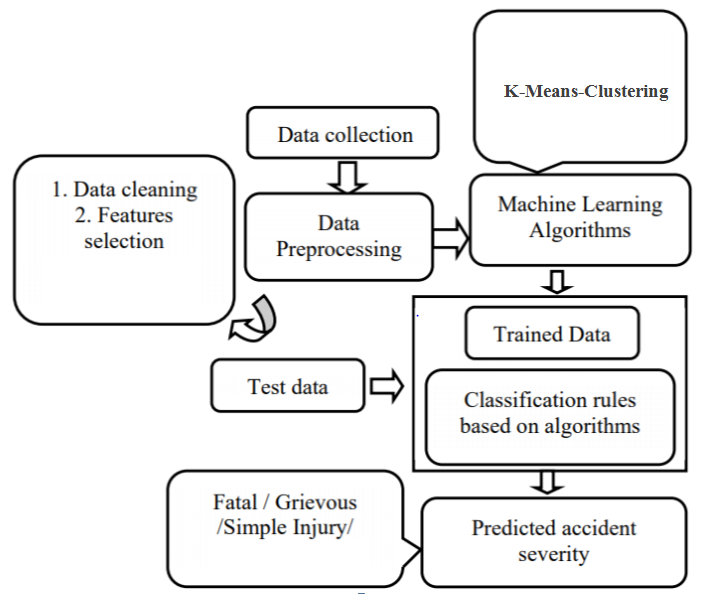 K-Means-Clustering
Data collection
1. Data cleaning
2. Features
selection
Data
Preprocessing
Machine Learning
Algorithms
Trained Data
Test data
Classification rules
based on algorithms
Fatal / Grievous
/Simple Injury/
Predicted accident
severity